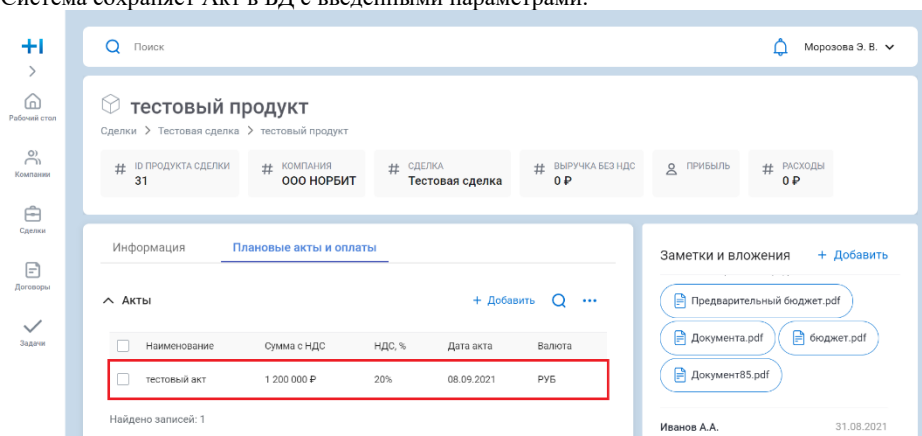 Система сохраняет Акт в БД с введенными параметрами.
Поиск
Морозова Э. В.
Рабочий стол
Компании
Сделки
Договоры
Задачи
тестовый продукт
Сделки > Тестовая сделка > тестовый продукт
# ID ПРОДУКТА СДЕЛКИ
31
# КОМПАНИЯ
ООО НОРБИТ
# СДЕЛКА
Тестовая сделка
# ВЫРУЧКА БЕЗ НДС
0 ₽
ПРИБЫЛЬ
# РАСХОДЫ
0 ₽
Информация
Плановые акты и оплаты
Акты
+ Добавить
Наименование Сумма с НДС НДС, % Дата акта Валюта
тестовый акт 1 200 000 ₽ 20% 08.09.2021 РУБ
Найдено записей: 1
Заметки и вложения
+ Добавить
Предварительный бюджет.pdf
Документа.pdf
бюджет.pdf
Документ85.pdf
Иванов А.А. 31.08.2021